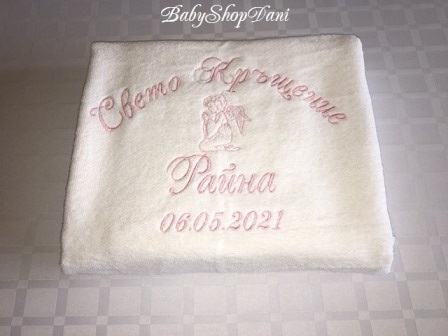 BabyShopDani
Свето Кръщение
Райна
06.05.2021